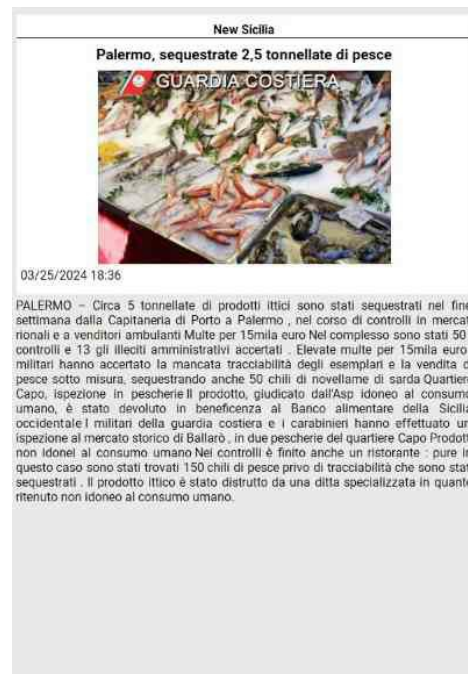 New Sicilia
Palermo, sequestrate 2,5 tonnellate di pesce
GUARDIA COSTIERA
03/25/2024 18:36
PALERMO – Circa 5 tonnellate di prodotti ittici sono stati sequestrati nel fine
settimana dalla Capitaneria di Porto a Palermo , nel corso di controlli in mercat
rionali e a venditori ambulanti Multe per 15mila euro Nel complesso sono stati 50
controlli e 13 gli illeciti amministrativi accertati . Elevate multe per 15mila euro.
militari hanno accertato la mancata tracciabilità degli esemplari e la vendita d
pesce sotto misura, sequestrando anche 50 chili di novellame di sarda Quartiere
Capo, ispezione in pescherie Il prodotto, giudicato dall'Asp idoneo al consumo
umano, è stato devoluto in beneficenza al Banco alimentare della Sicilia
occidentale I militari della guardia costiera e i carabinieri hanno effettuato un
ispezione al mercato storico di Ballarò , in due pescherie del quartiere Capo Prodott
non idonei al consumo umano Nei controlli è finito anche un ristorante : pure in
questo caso sono stati trovati 150 chili di pesce privo di tracciabilità che sono stat
sequestrati . Il prodotto ittico è stato distrutto da una ditta specializzata in quanto
ritenuto non idoneo al consumo umano.